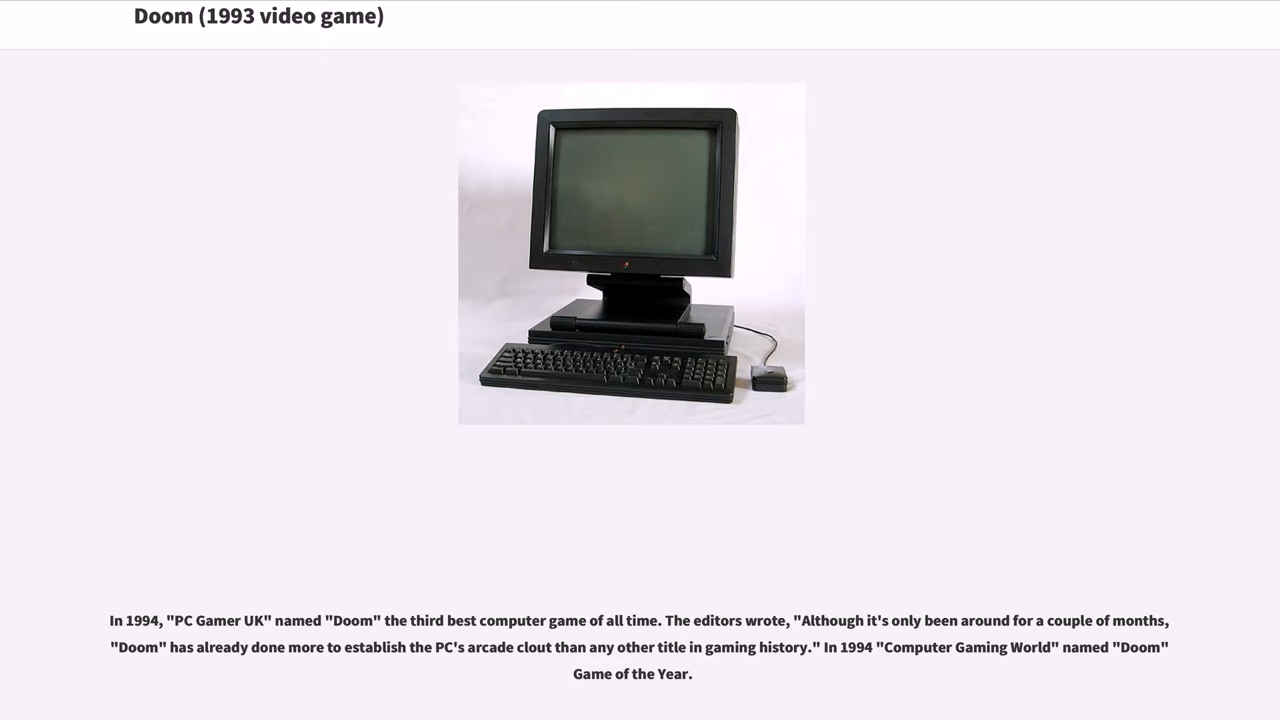 Doom (1993 video game)
In 1994, "PC Gamer UK" named "Doom" the third best computer game of all time. The editors wrote, "Although it's only been around for a couple of months,
"Doom" has already done more to establish the PC's arcade clout than any other title in gaming history." In 1994 "Computer Gaming World" named "Doom"
Game of the Year.